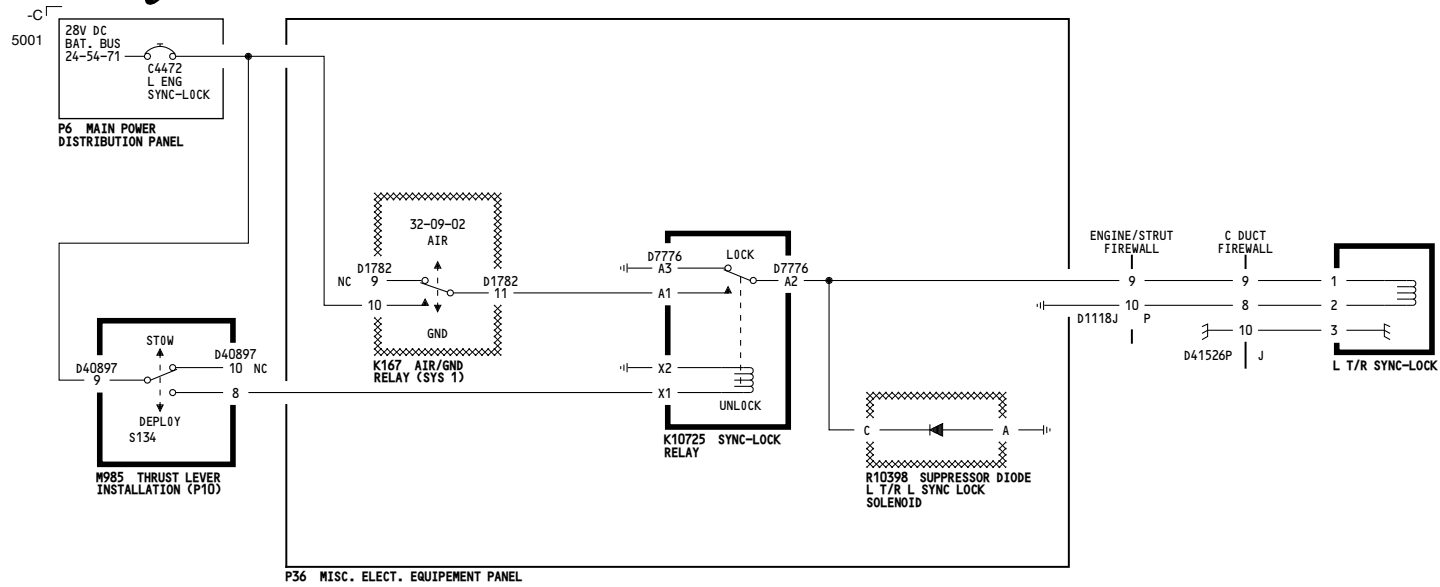 -C
5001
28V DC
BAT. BUS
24-54-71
C4472
L ENG
SYNC-LOCK
P6 MAIN POWER
DISTRIBUTION PANEL
32-09-02
AIR
D1782
9
NC
10
D1782
11
GND
K167 AIR/GND
RELAY (SYS 1)
D7776
A3
A1
LOCK
D7776
A2
X2
X1
UNLOCK
K10725 SYNC-LOCK
RELAY
STOW
D40897
9
D40897
10 NC
8
DEPLOY
S134
M985 THRUST LEVER
INSTALLATION (P10)
C
A
R10398 SUPPRESSOR DIODE
L T/R L SYNC LOCK
SOLENOID
ENGINE/STRUT
FIREWALL
C DUCT
FIREWALL
9
9
1
10
8
2
D1118J P
10
3
D41526P J
L T/R SYNC-LOCK
P36 MISC. ELECT. EQUIPEMENT PANEL